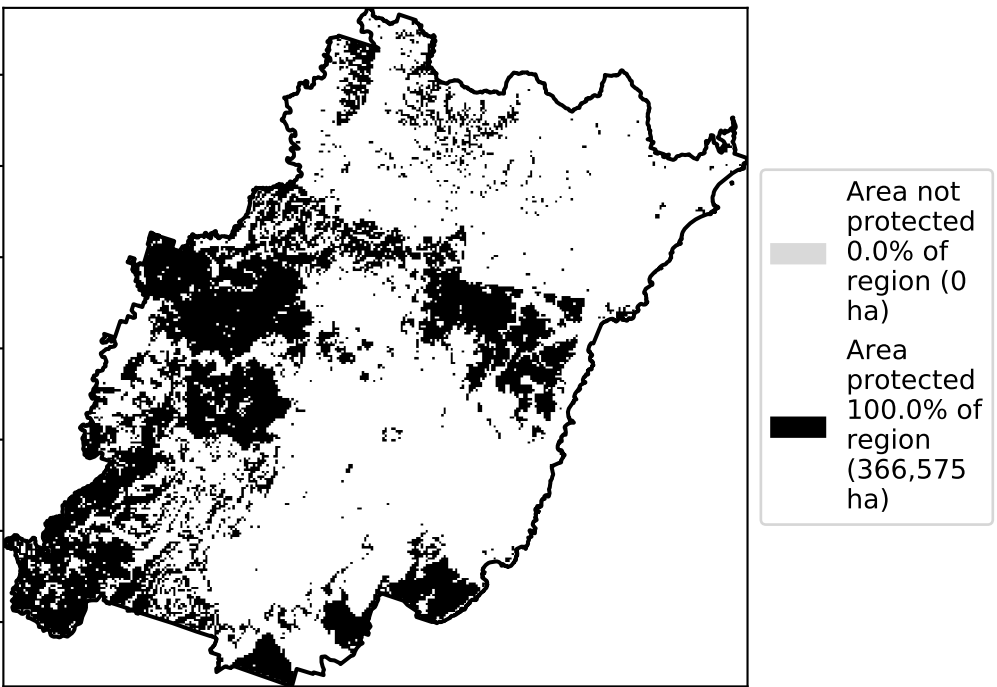 Area not
protected
0.0% of
region (0
ha)
Area
protected
100.0% of
region
(366,575
ha)